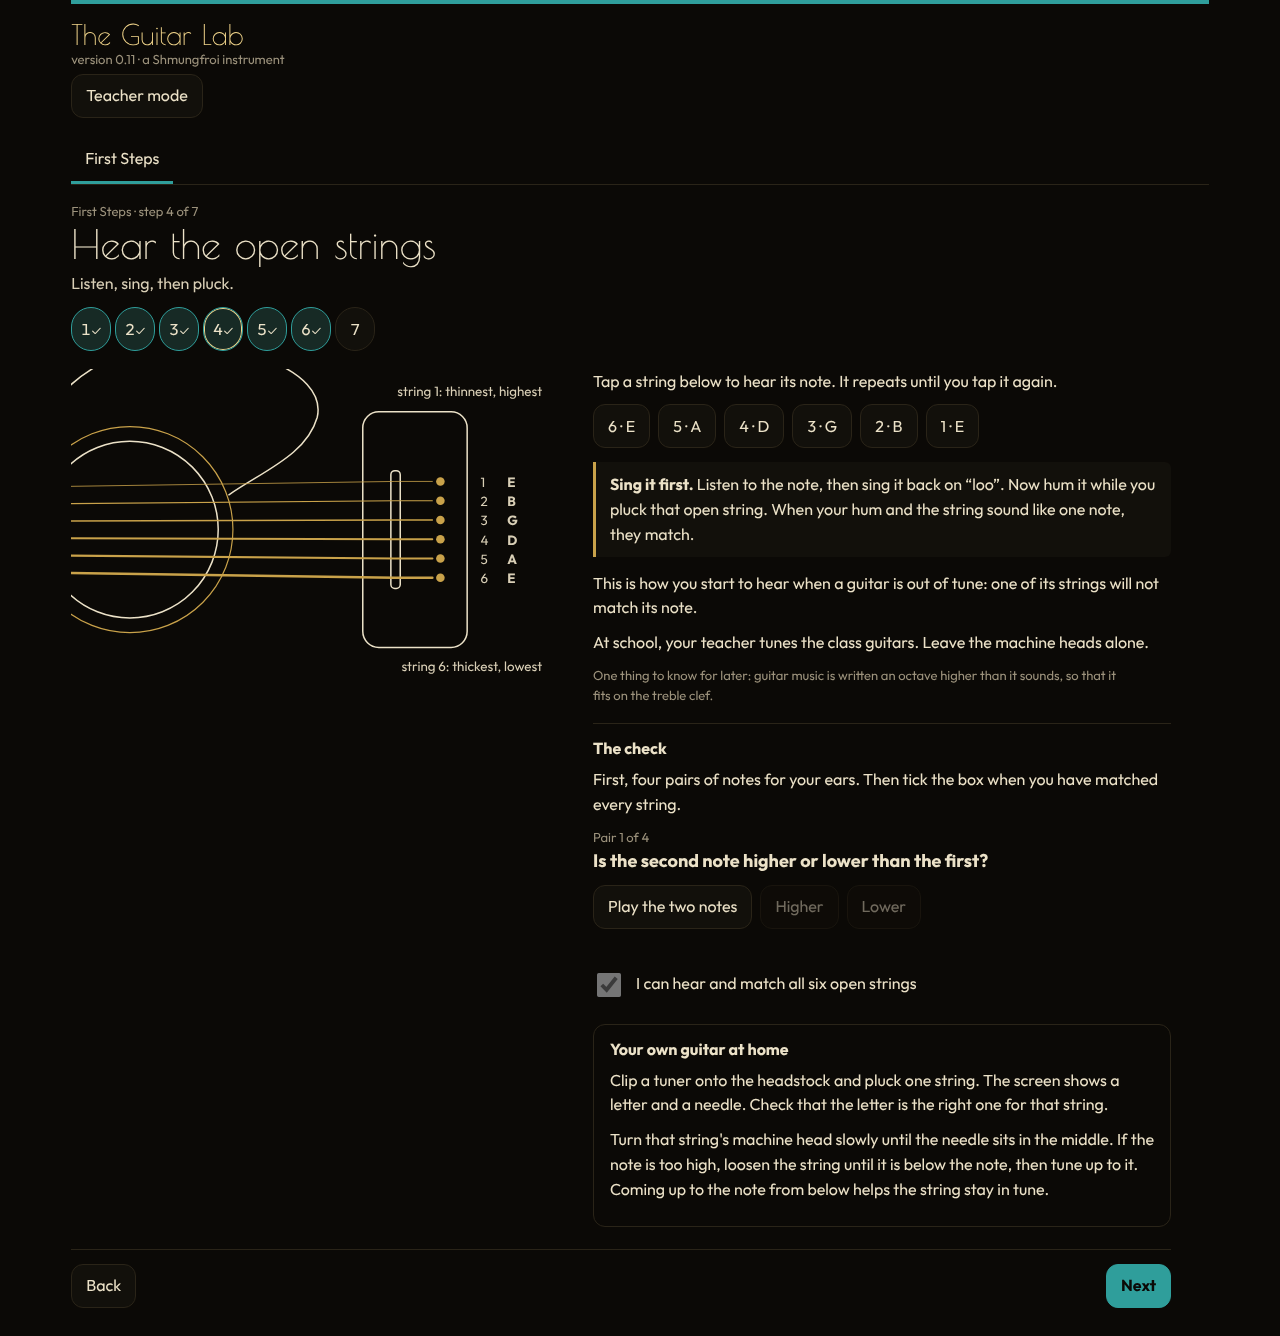 The Guitar Lab
version 0.11 · a Shmungfroi instrument
Teacher mode
First Steps
First Steps · step 4 of 7
Hear the open strings
Listen, sing, then pluck.
1✓ 2✓ 3✓ 4✓ 5✓ 6✓ 7
string 1: thinnest, highest
1 E
2 B
3 G
4 D
5 A
6 E
string 6: thickest, lowest
Tap a string below to hear its note. It repeats until you tap it again.
6 · E 5 · A 4 · D 3 · G 2 · B 1 · E
Sing it first. Listen to the note, then sing it back on “loo”. Now hum it while you
pluck that open string. When your hum and the string sound like one note,
they match.
This is how you start to hear when a guitar is out of tune: one of its strings will not
match its note.
At school, your teacher tunes the class guitars. Leave the machine heads alone.
One thing to know for later: guitar music is written an octave higher than it sounds, so that it
fits on the treble clef.
The check
First, four pairs of notes for your ears. Then tick the box when you have matched
every string.
Pair 1 of 4
Is the second note higher or lower than the first?
Play the two notes Higher Lower
I can hear and match all six open strings
Your own guitar at home
Clip a tuner onto the headstock and pluck one string. The screen shows a
letter and a needle. Check that the letter is the right one for that string.
Turn that string's machine head slowly until the needle sits in the middle. If the
note is too high, loosen the string until it is below the note, then tune up to it.
Coming up to the note from below helps the string stay in tune.
Back Next